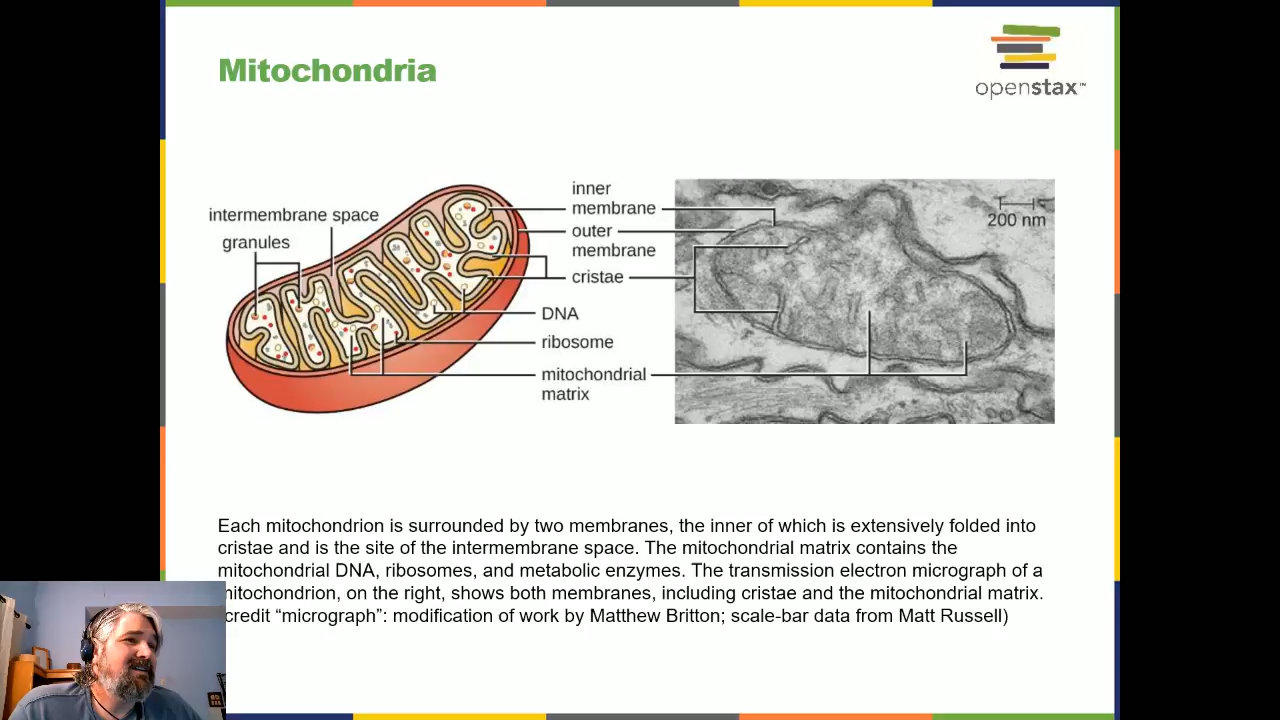 Mitochondria
openstax™
intermembrane space
granules
inner
membrane
outer
membrane
cristae
DNA
ribosome
mitochondrial
matrix
200 nm
Each mitochondrion is surrounded by two membranes, the inner of which is extensively folded into
cristae and is the site of the intermembrane space. The mitochondrial matrix contains the
mitochondrial DNA, ribosomes, and metabolic enzymes. The transmission electron micrograph of a
mitochondrion, on the right, shows both membranes, including cristae and the mitochondrial matrix.
credit “micrograph”: modification of work by Matthew Britton; scale-bar data from Matt Russell)